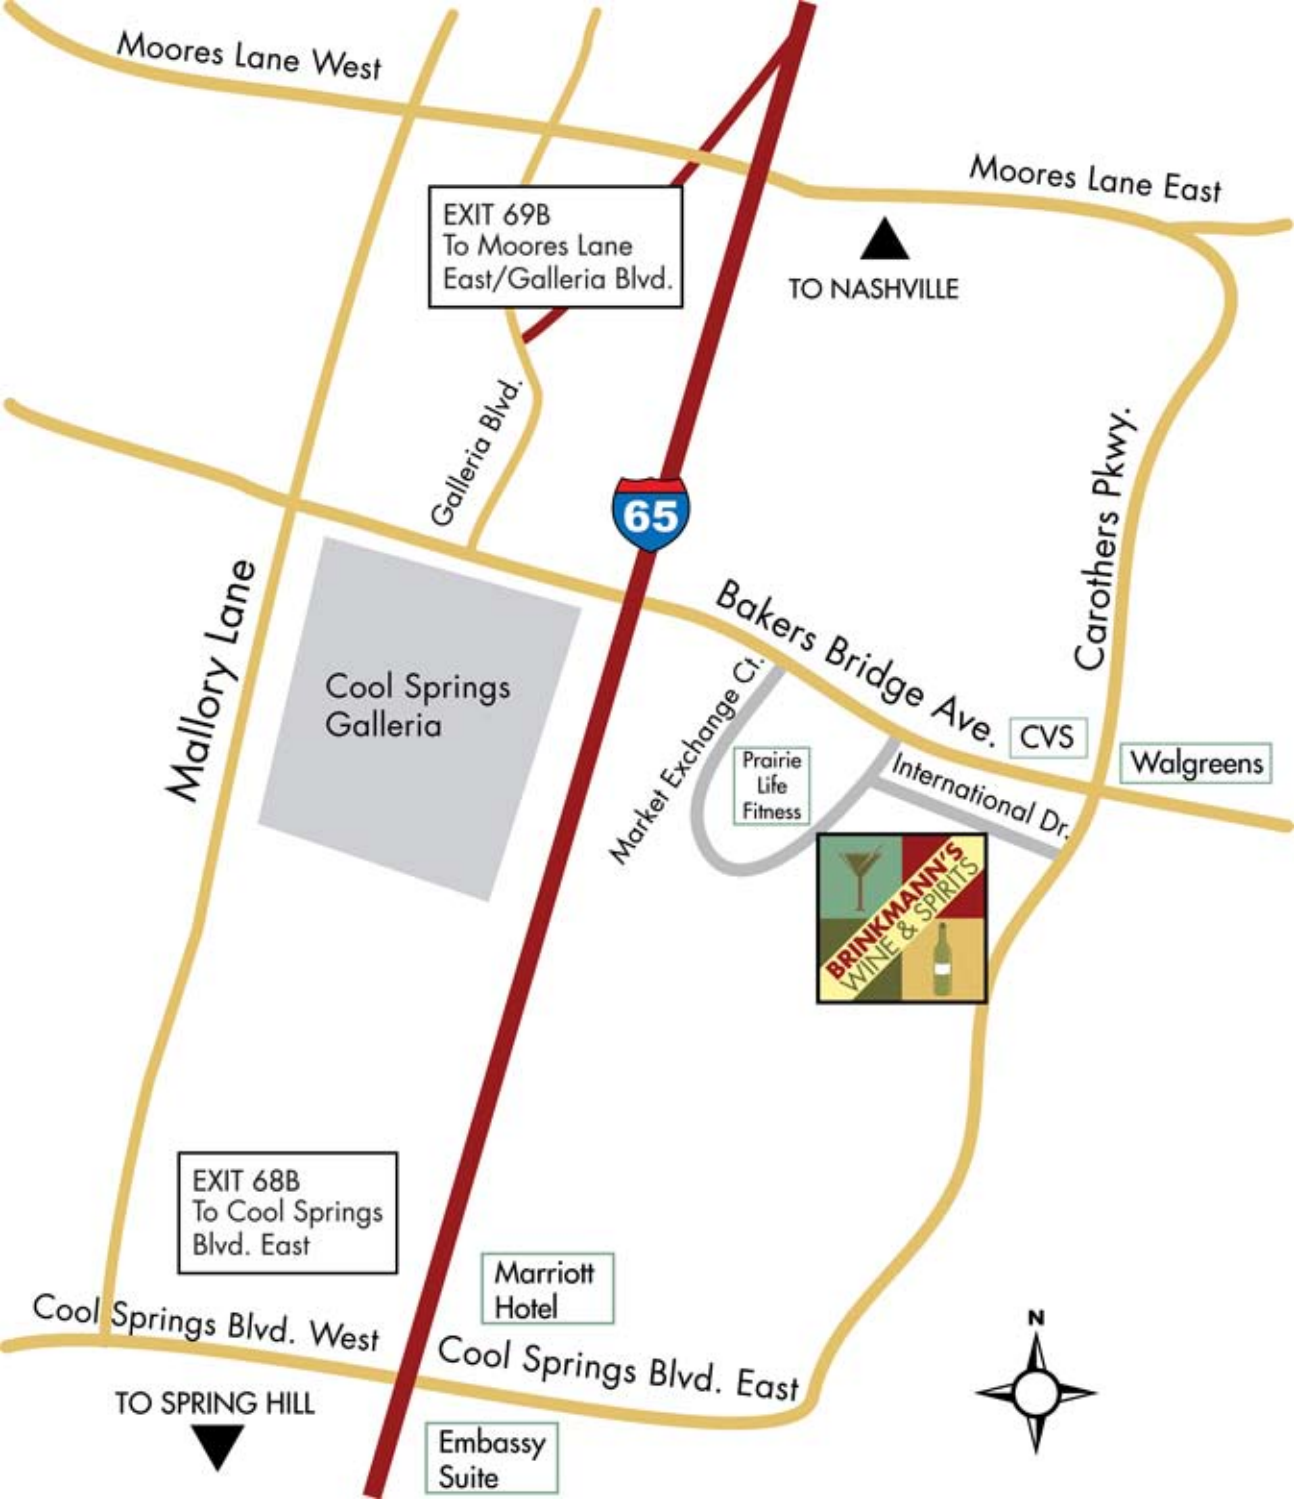 Moores Lane West
Moores Lane East
EXIT 69B
To Moores Lane
East/Galleria Blvd.
TO NASHVILLE
Galleria Blvd.
65
Carothers Pkwy.
Mallory Lane
Bakers Bridge Ave.
Cool Springs
Galleria
Market Exchange Ct.
CVS
Walgreens
Prairie
Life
Fitness
International Dr.
BRINKMANN'S
WINE & SPIRITS
EXIT 68B
To Cool Springs
Blvd. East
Marriott
Hotel
Cool Springs Blvd. West
Cool Springs Blvd. East
N
TO SPRING HILL
Embassy
Suite